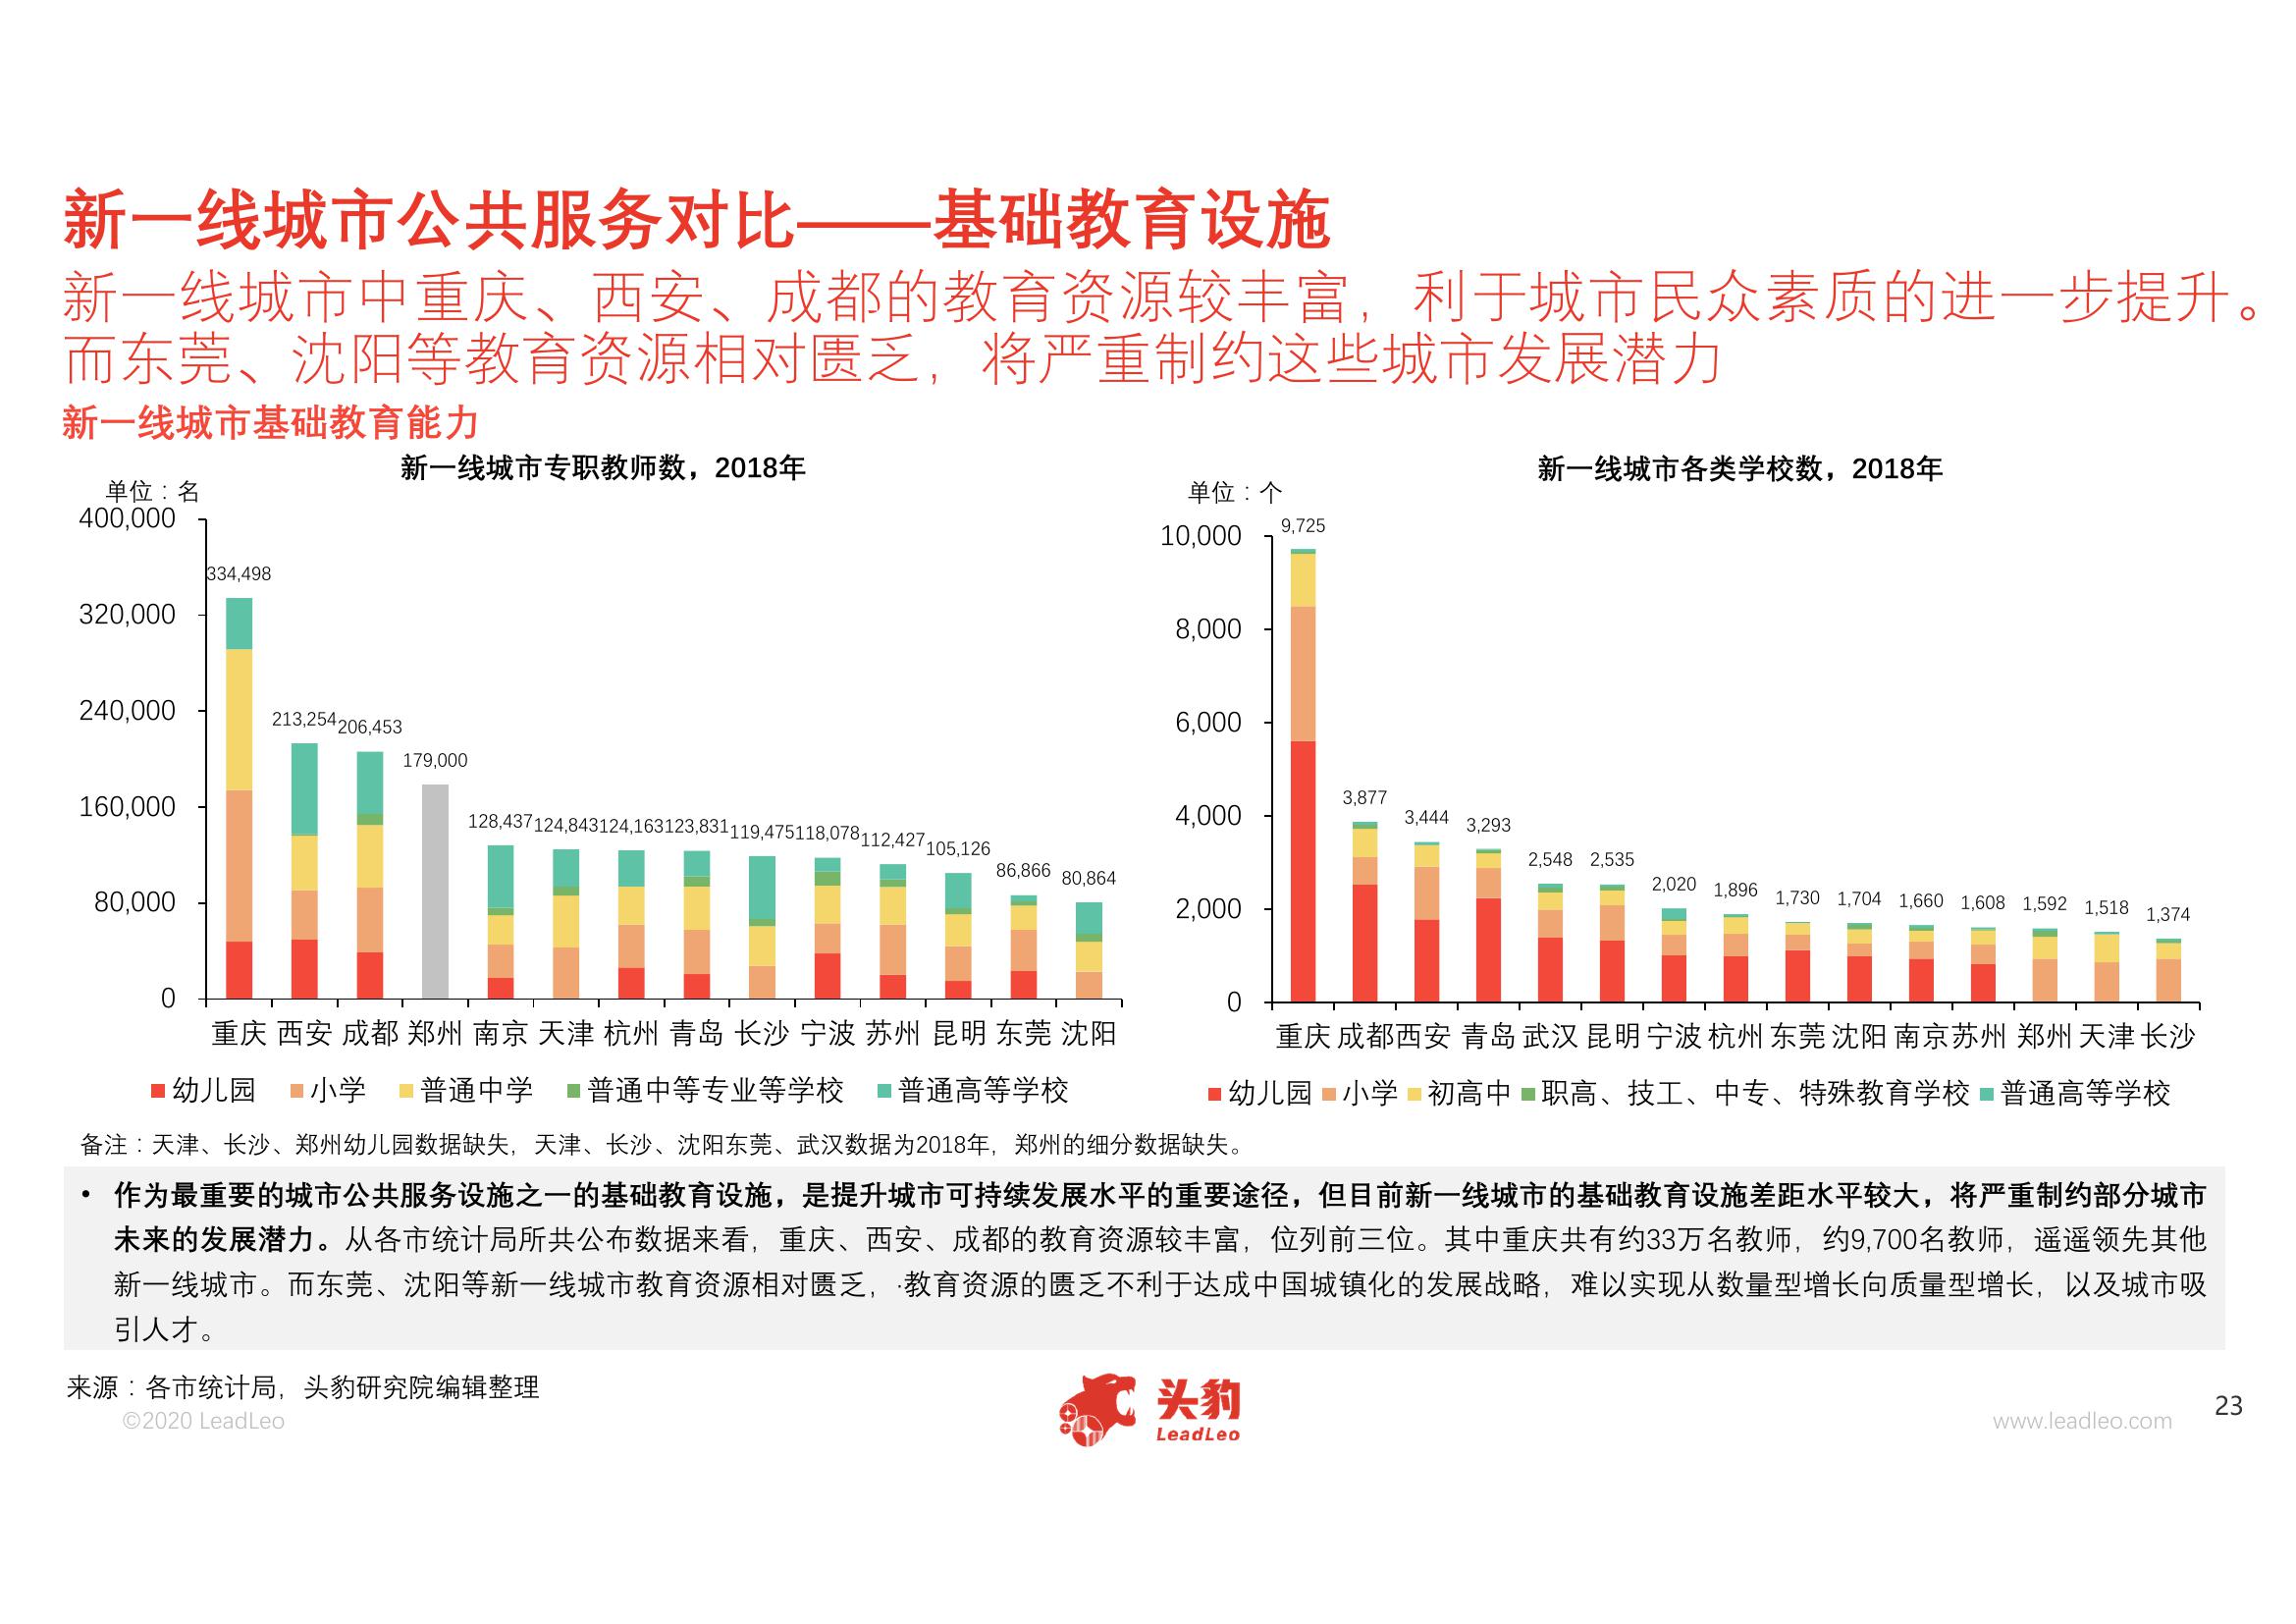 新一线城市公共服务对比——基础教育设施
新一线城市中重庆、西安、成都的教育资源较丰富，利于城市民众素质的进一步提升。
而东莞、沈阳等教育资源相对匮乏，将严重制约这些城市发展潜力
新一线城市基础教育能力
新一线城市专职教师数，2018年
单位：名
400,000
320,000
240,000
160,000
80,000
0
334,498
213,254
206,453
179,000
128,437
124,843
124,163
123,831
119,475
118,078
112,427
105,126
86,866
80,864
重庆 西安 成都 郑州 南京 天津 杭州 青岛 长沙 宁波 苏州 昆明 东莞 沈阳
幼儿园 小学 普通中学 普通中等专业等学校 普通高等学校
新一线城市各类学校数，2018年
单位：个
10,000
8,000
6,000
4,000
2,000
0
9,725
3,877
3,444
3,293
2,548
2,535
2,020
1,896
1,730
1,704
1,660
1,608
1,592
1,518
1,374
重庆 成都 西安 青岛 武汉 昆明 宁波 杭州 东莞 沈阳 南京 苏州 郑州 天津 长沙
幼儿园 小学 初高中 职高、技工、中专、特殊教育学校 普通高等学校
备注：天津、长沙、郑州幼儿园数据缺失，天津、长沙、沈阳东莞、武汉数据为2018年，郑州的细分数据缺失。
• 作为最重要的城市公共服务设施之一的基础教育设施，是提升城市可持续发展水平的重要途径，但目前新一线城市的基础教育设施差距水平较大，将严重制约部分城市
未来的发展潜力。从各市统计局所共公布数据来看，重庆、西安、成都的教育资源较丰富，位列前三位。其中重庆共有约33万名教师，约9,700名教师，遥遥领先其他
新一线城市。而东莞、沈阳等新一线城市教育资源相对匮乏，·教育资源的匮乏不利于达成中国城镇化的发展战略，难以实现从数量型增长向质量型增长，以及城市吸
引人才。
来源：各市统计局，头豹研究院编辑整理
©2020 LeadLeo
头豹
LeadLeo
www.leadleo.com
23